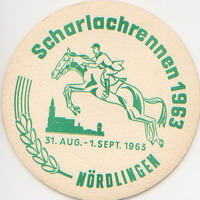 Scharlachrennen 1963
31. AUG. - 1. SEPT. 1963
NÖRDLINGEN